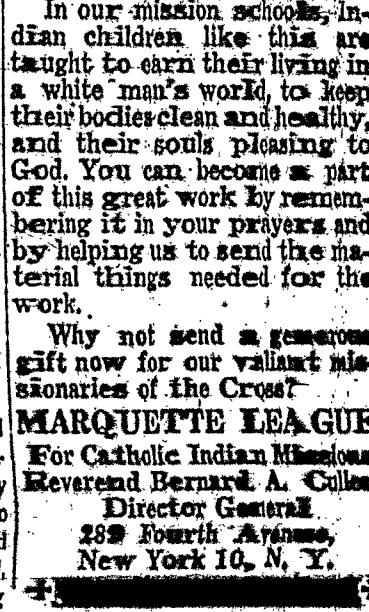 In our mission schools, In-
dian children like this are
taught to earn their living in
a white man's world, to keep
their bodies clean and healthy,
and their souls pleasing to
God. You can become a part
of this great work by remem-
bering it in your prayers and
by helping us to send the ma-
terial things needed for the
work.
Why not send a generous
gift now for our valiant mis-
sionaries of the Cross?
MARQUETTE LEAGUE
For Catholic Indian Missions
Reverend Bernard A. Cullen
Director General
Fourth Avenue,
New York 10, N. Y.